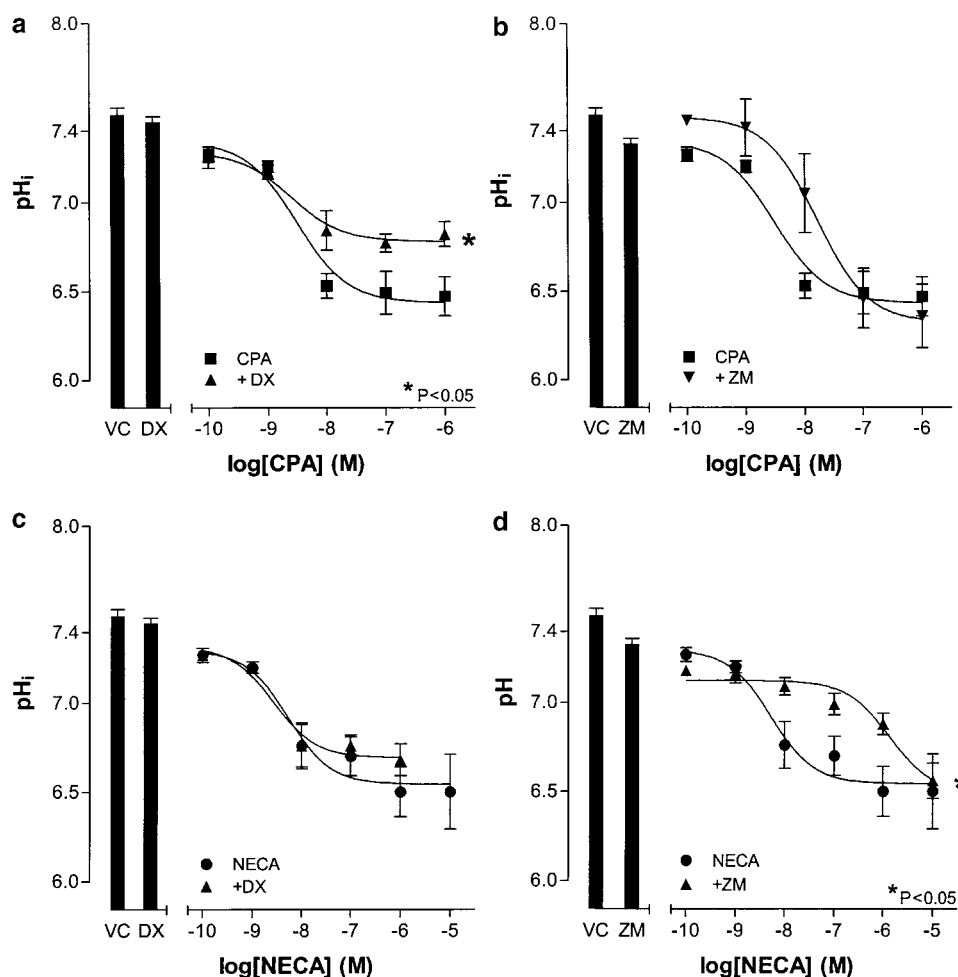 a
8.0
7.4
7.0
6.5
6.0
pHi
VC DX
■ CPA
▲ + DX
*
* P<0.05
-10 -9 -8 -7 -6
log[CPA] (M)
b
8.0
7.4
7.0
6.5
6.0
pHi
VC ZM
■ CPA
▼ + ZM
-10 -9 -8 -7 -6
log[CPA] (M)
c
8.0
7.4
7.0
6.5
6.0
pHi
VC DX
● NECA
▲ +DX
-10 -9 -8 -7 -6 -5
log[NECA] (M)
d
8.0
7.4
7.0
6.5
6.0
pH
VC ZM
● NECA
▲ +ZM
*
* P<0.05
-10 -9 -8 -7 -6 -5
log[NECA] (M)